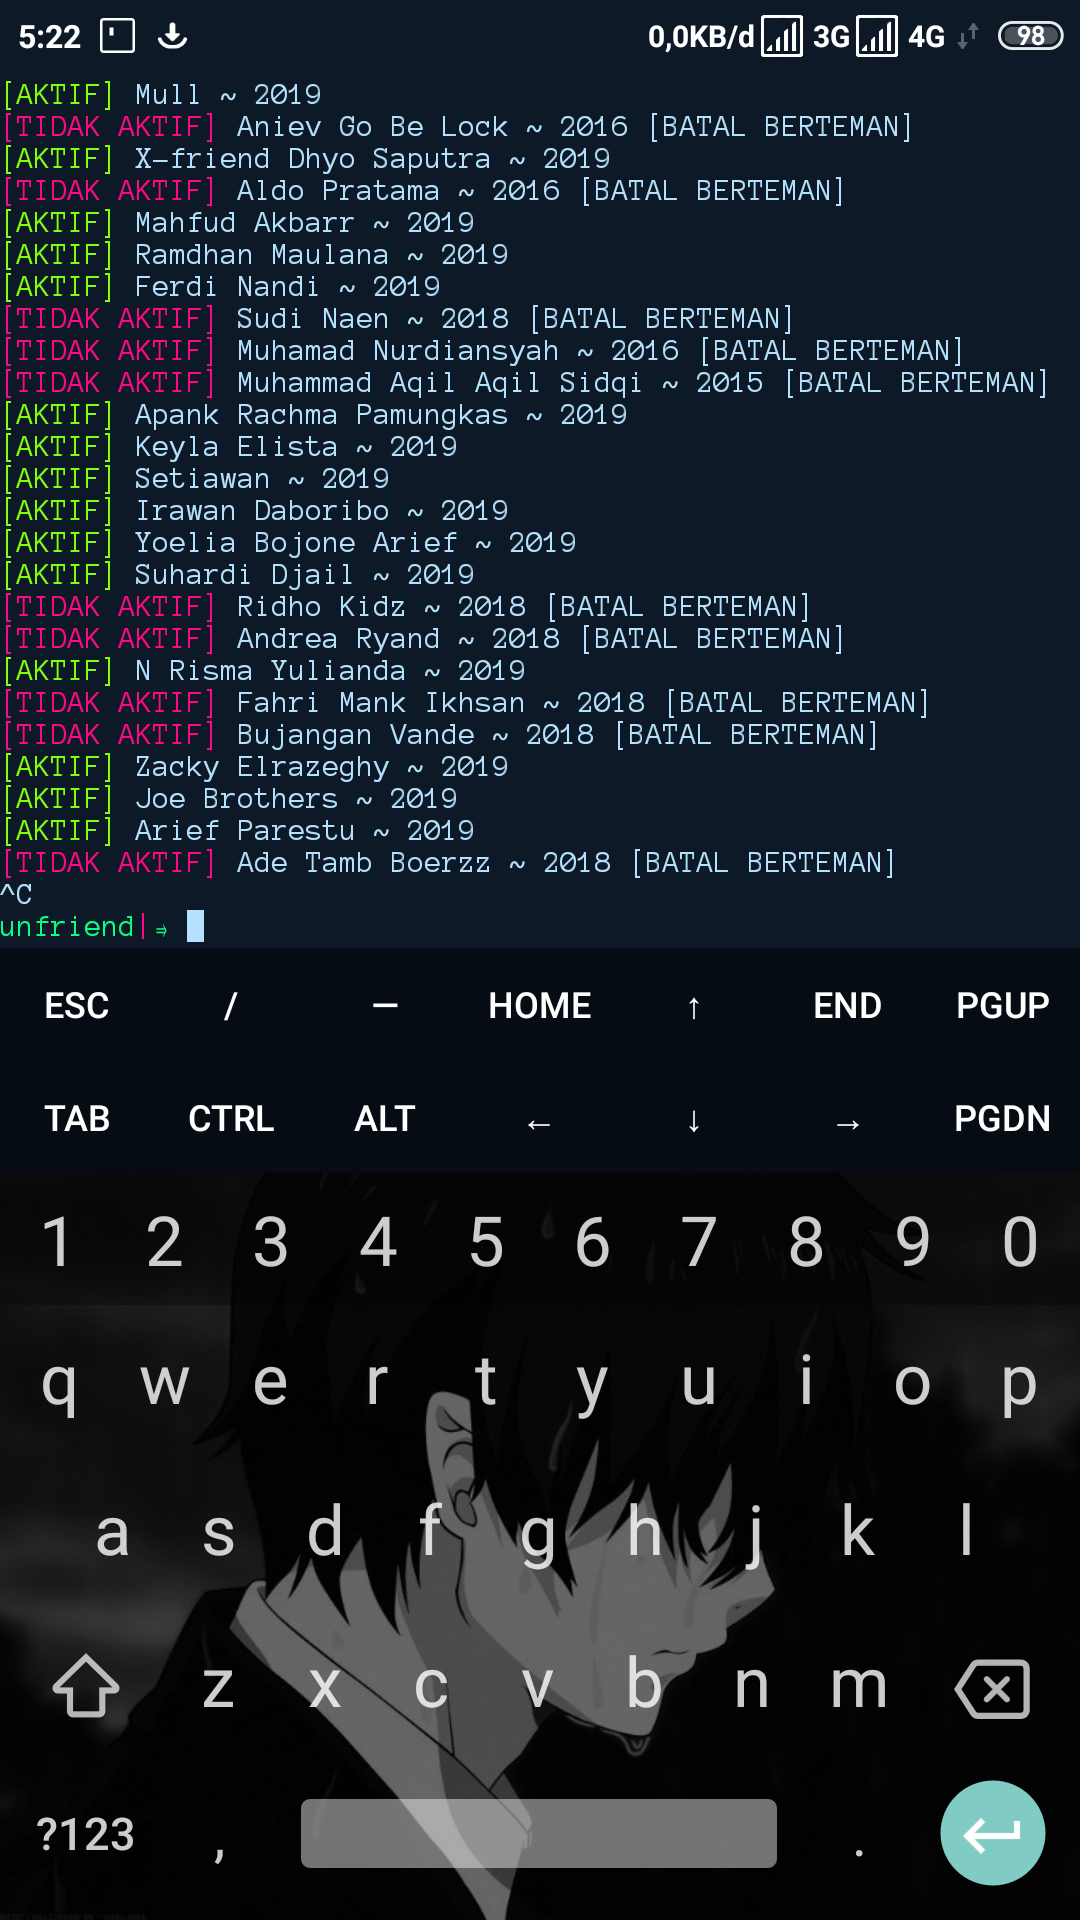 5:22 0,0KB/d 3G 4G 98
[AKTIF] Mull ~ 2019
[TIDAK AKTIF] Aniev Go Be Lock ~ 2016 [BATAL BERTEMAN]
[AKTIF] X-friend Dhyo Saputra ~ 2019
[TIDAK AKTIF] Aldo Pratama ~ 2016 [BATAL BERTEMAN]
[AKTIF] Mahfud Akbarr ~ 2019
[AKTIF] Ramdhan Maulana ~ 2019
[AKTIF] Ferdi Nandi ~ 2019
[TIDAK AKTIF] Sudi Naen ~ 2018 [BATAL BERTEMAN]
[TIDAK AKTIF] Muhamad Nurdiansyah ~ 2016 [BATAL BERTEMAN]
[TIDAK AKTIF] Muhammad Aqil Aqil Sidqi ~ 2015 [BATAL BERTEMAN]
[AKTIF] Apank Rachma Pamungkas ~ 2019
[AKTIF] Keyla Elista ~ 2019
[AKTIF] Setiawan ~ 2019
[AKTIF] Irawan Daboribo ~ 2019
[AKTIF] Yoelia Bojone Arief ~ 2019
[AKTIF] Suhardi Djail ~ 2019
[TIDAK AKTIF] Ridho Kidz ~ 2018 [BATAL BERTEMAN]
[TIDAK AKTIF] Andrea Ryand ~ 2018 [BATAL BERTEMAN]
[AKTIF] N Risma Yulianda ~ 2019
[TIDAK AKTIF] Fahri Mank Ikhsan ~ 2018 [BATAL BERTEMAN]
[TIDAK AKTIF] Bujangan Vande ~ 2018 [BATAL BERTEMAN]
[AKTIF] Zacky Elrazeghy ~ 2019
[AKTIF] Joe Brothers ~ 2019
[AKTIF] Arief Parestu ~ 2019
[TIDAK AKTIF] Ade Tamb Boerzz ~ 2018 [BATAL BERTEMAN]
^C
unfriend| ⇒
ESC / — HOME ↑ END PGUP
TAB CTRL ALT ← ↓ → PGDN
1 2 3 4 5 6 7 8 9 0
q w e r t y u i o p
a s d f g h j k l
z x c v b n m
?123 , .